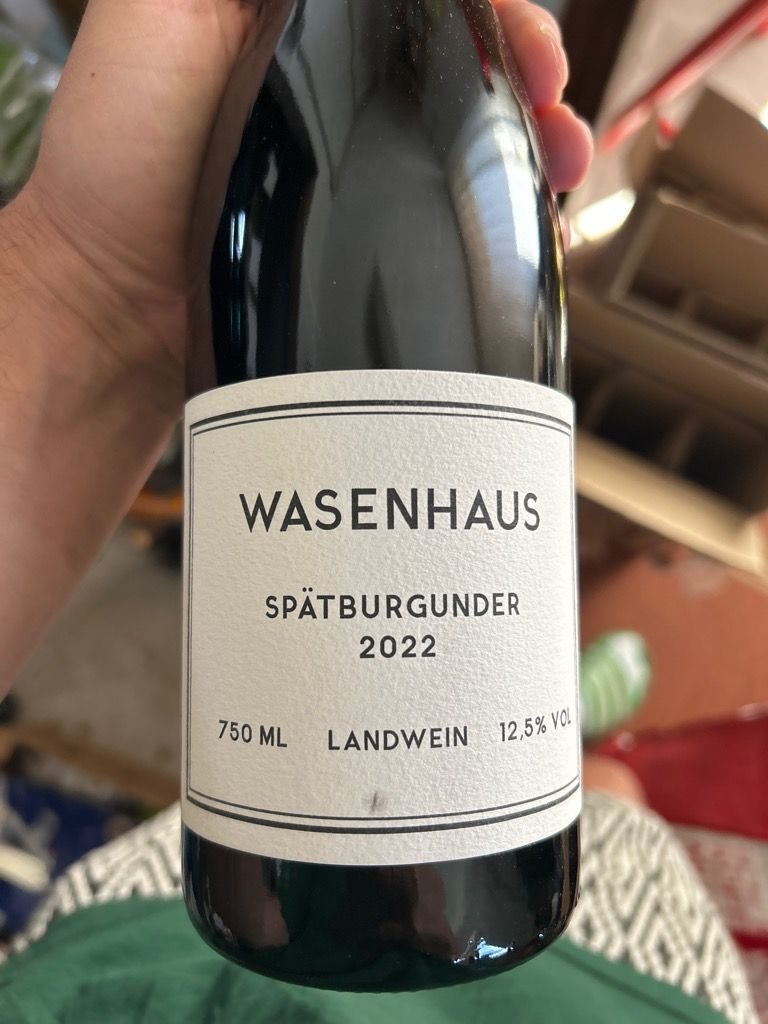 WASENHAUS
SPÄTBURGUNDER
2022
750 ML LANDWEIN 12,5% VOL